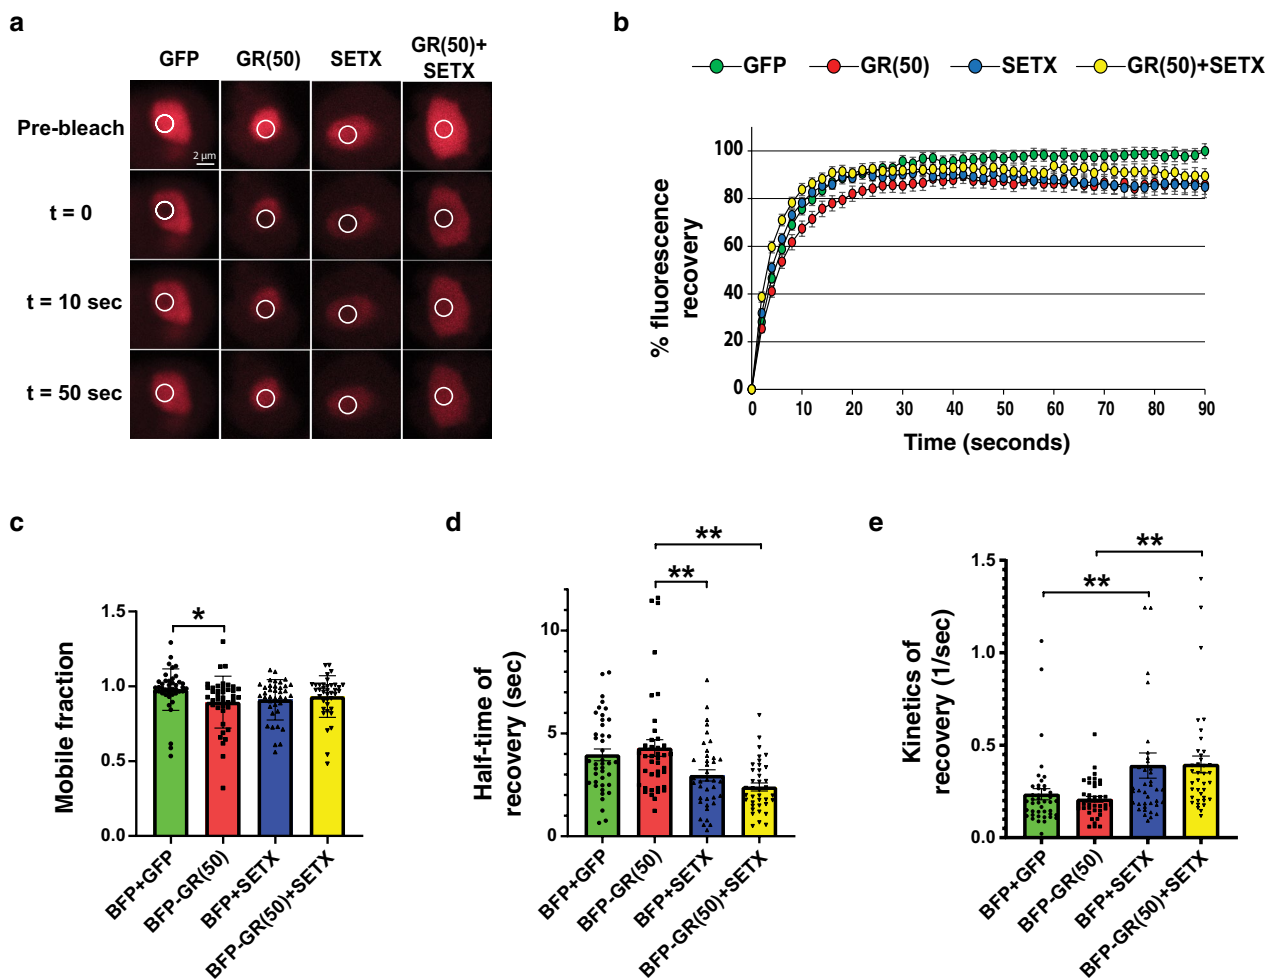 a
GFP GR(50) SETX GR(50)+
SETX
Pre-bleach
2 µm
t = 0
t = 10 sec
t = 50 sec
b
GFP GR(50) SETX GR(50)+SETX
% fluorescence
recovery
100
80
60
40
20
0
0 10 20 30 40 50 60 70 80 90
Time (seconds)
c
Mobile fraction
1.5
1.0
0.5
0.0
*
BFP+GFP
BFP-GR(50)
BFP+SETX
BFP-GR(50)+SETX
d
Half-time of
recovery (sec)
10
5
0
**
**
BFP+GFP
BFP-GR(50)
BFP+SETX
BFP-GR(50)+SETX
e
Kinetics of
recovery (1/sec)
1.5
1.0
0.5
0.0
**
**
BFP+GFP
BFP-GR(50)
BFP+SETX
BFP-GR(50)+SETX